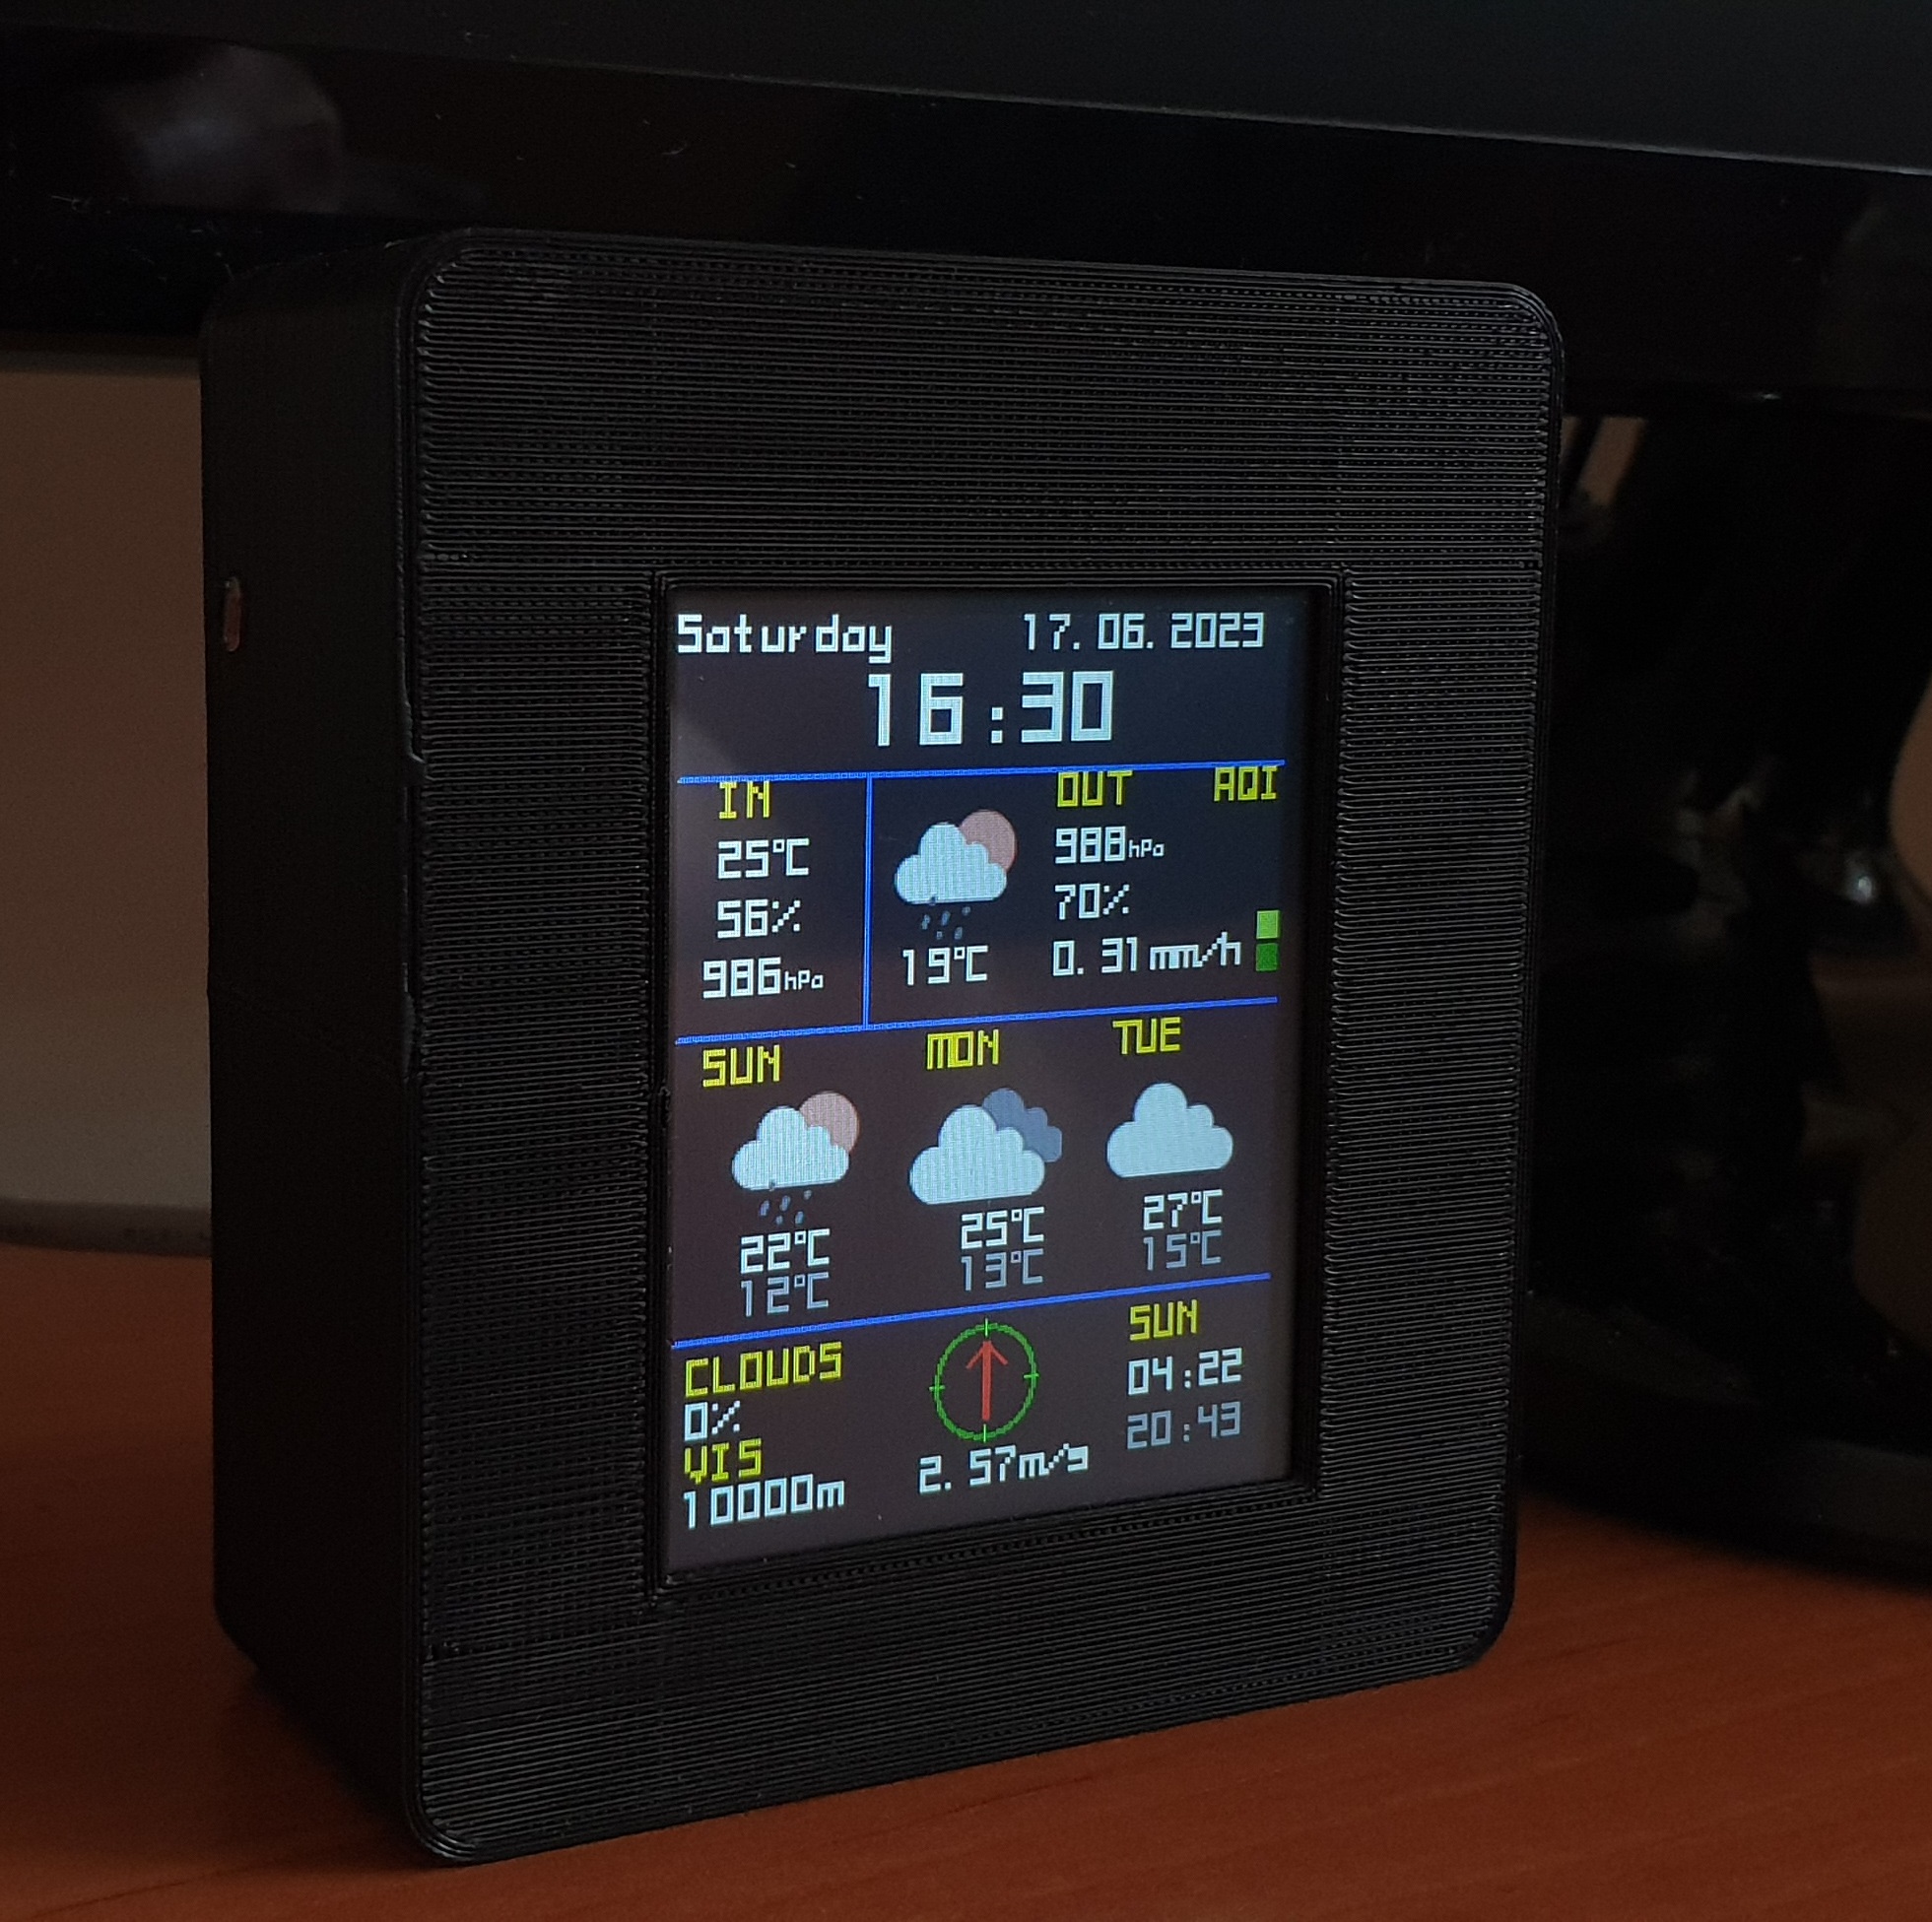 Saturday 17.06.2023
16:30
IN
25°C
56%
986hPa
OUT AQI
988hPa
70%
0.31mm/h
19°C
SUN MON TUE
22°C 25°C 27°C
12°C 13°C 15°C
CLOUDS
0%
VIS
10000m
2.57m/s
SUN
04:22
20:43